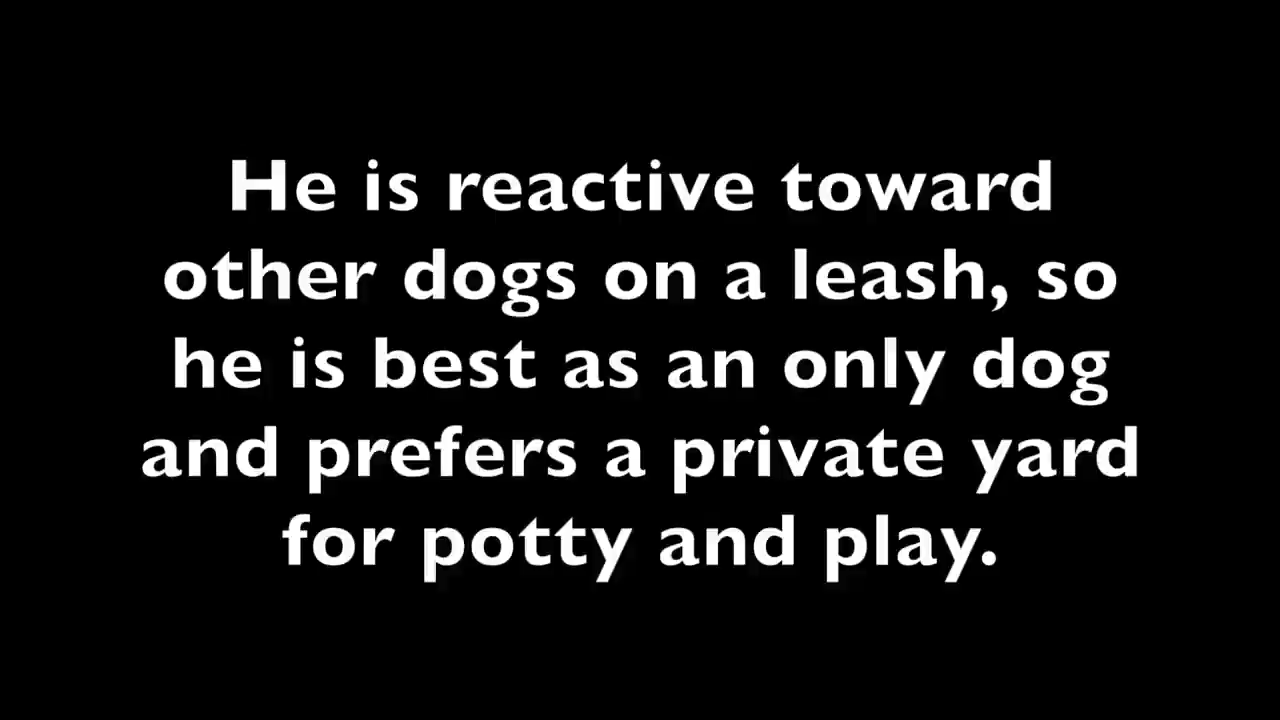 He is reactive toward
other dogs on a leash, so
he is best as an only dog
and prefers a private yard
for potty and play.